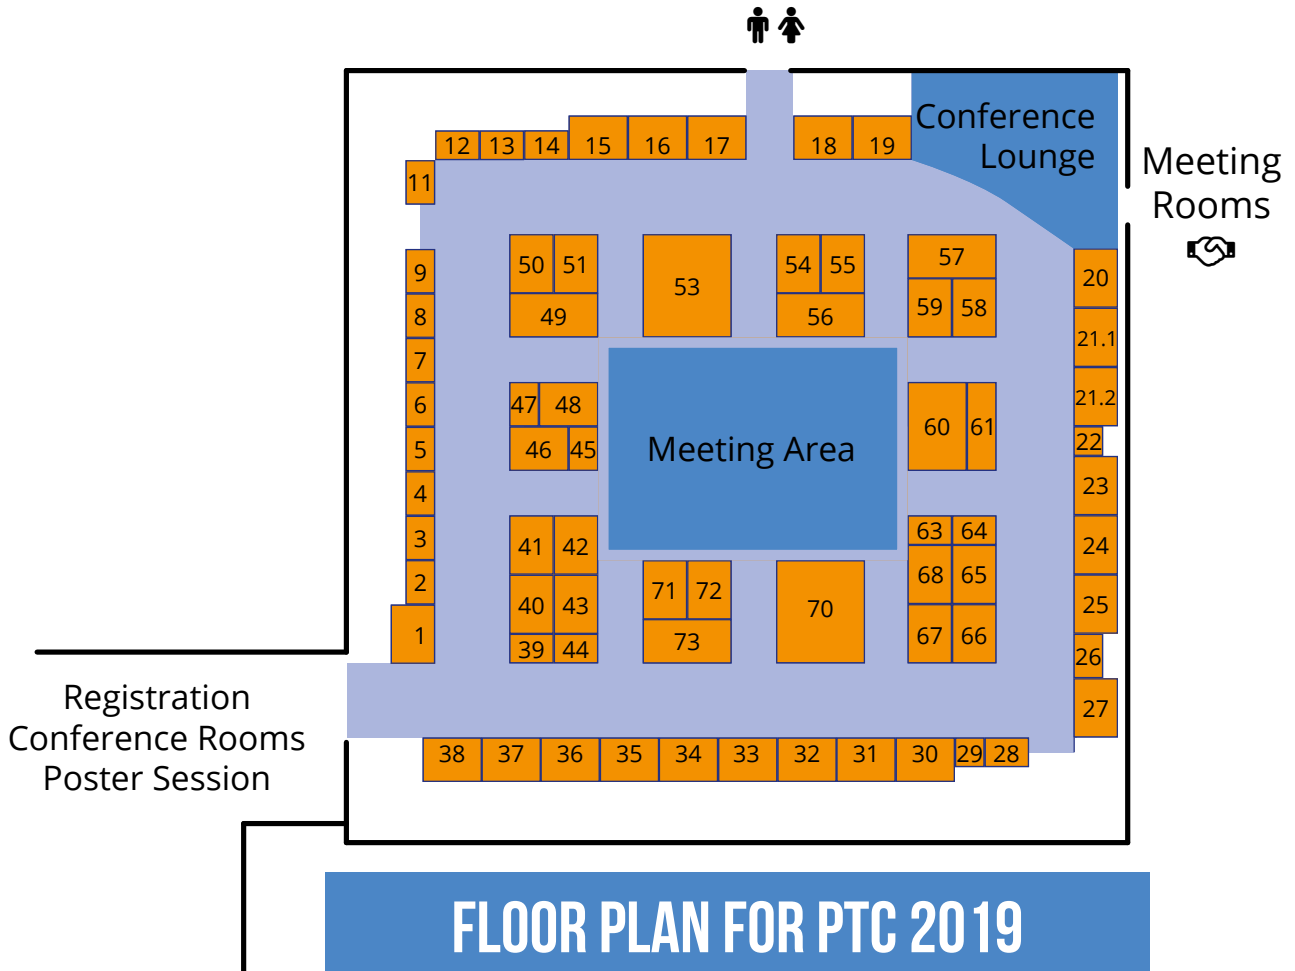 Conference
Lounge
Meeting
Rooms
12 13 14 15 16 17 18 19
11
50 51 53 54 55 57
9 20
8 49 56 59 58
7 21.1
6 47 48 60 61 21.2
5 46 45 Meeting Area 22
4 23
3 41 42 63 64 24
2 40 43 71 72 70 68 65 25
1 39 44 73 67 66 26
27
Registration
Conference Rooms
Poster Session
38 37 36 35 34 33 32 31 30 29 28
FLOOR PLAN FOR PTC 2019